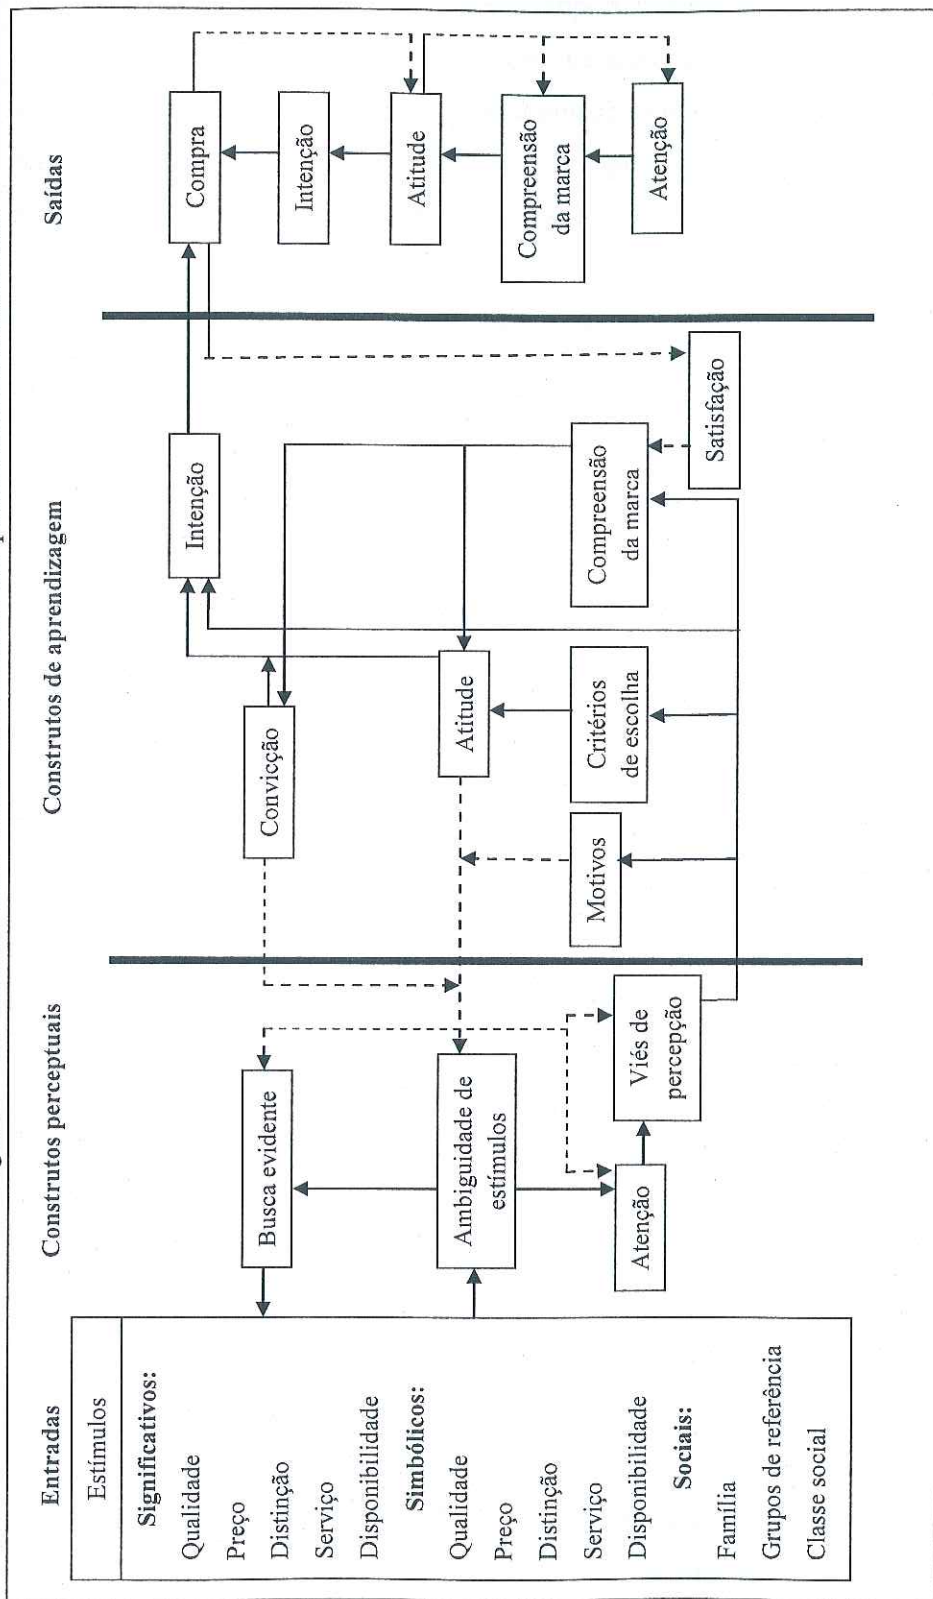 Entradas
Construtos perceptuais
Construtos de aprendizagem
Saídas
Estímulos
Significativos:
Qualidade
Preço
Distinção
Serviço
Disponibilidade
Simbólicos:
Qualidade
Preço
Distinção
Serviço
Disponibilidade
Sociais:
Família
Grupos de referência
Classe social
Busca evidente
Ambiguidade de
estímulos
Atenção
Viés de
percepção
Convicção
Atitude
Motivos
Critérios
de escolha
Intenção
Compreensão
da marca
Satisfação
Compra
Intenção
Atitude
Compreensão
da marca
Atenção